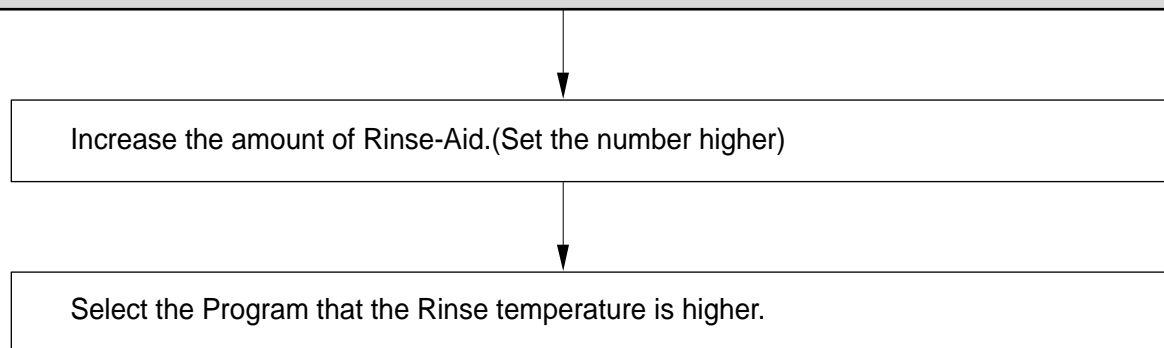 Increase the amount of Rinse-Aid.(Set the number higher)
Select the Program that the Rinse temperature is higher.